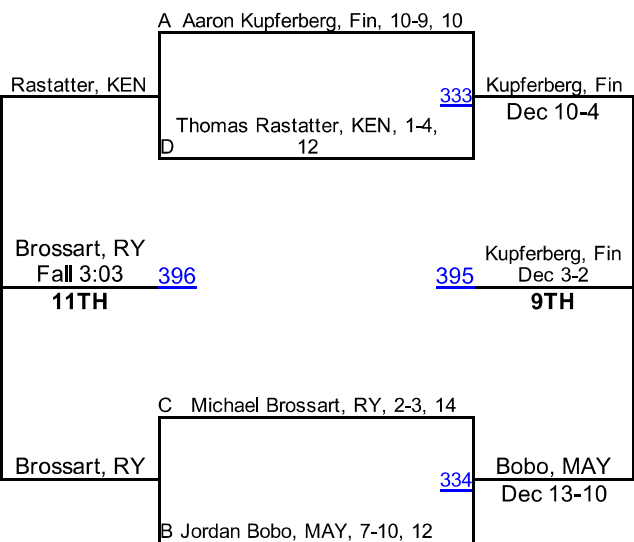 A Aaron Kupferberg, Fin, 10-9, 10
Rastatter, KEN
333
Kupferberg, Fin
Dec 10-4
Thomas Rastatter, KEN, 1-4,
D 12
Brossart, RY
Fall 3:03
396
11TH
395
Kupferberg, Fin
Dec 3-2
9TH
C Michael Brossart, RY, 2-3, 14
Brossart, RY
334
Bobo, MAY
Dec 13-10
B Jordan Bobo, MAY, 7-10, 12